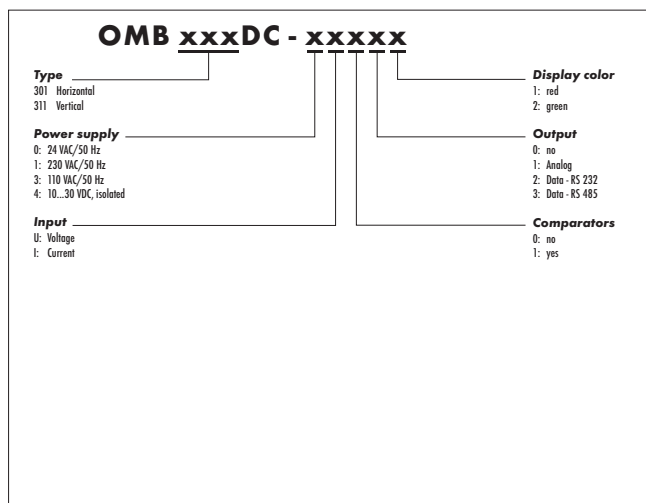 OMB xxxDC - xxxxx
Type
301 Horizontal
311 Vertical
Power supply
0: 24 VAC/50 Hz
1: 230 VAC/50 Hz
3: 110 VAC/50 Hz
4: 10...30 VDC, isolated
Input
U: Voltage
I: Current
Display color
1: red
2: green
Output
0: no
1: Analog
2: Data - RS 232
3: Data - RS 485
Comparators
0: no
1: yes